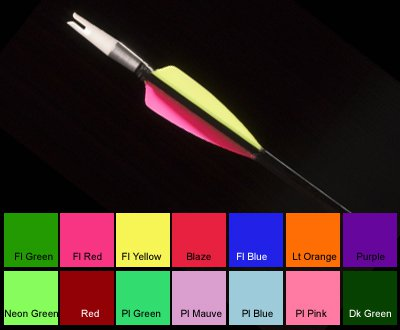 Fl Green Fl Red Fl Yellow Blaze Fl Blue Lt Orange Purple
Neon Green Red Pl Green Pl Mauve Pl Blue Pl Pink Dk Green